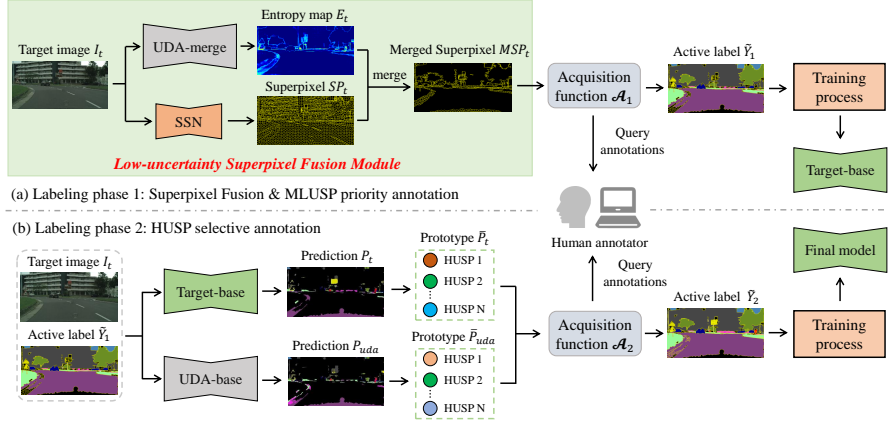 Target image I_t
UDA-merge
Entropy map E_t
SSN
Superpixel SP_t
merge
Merged Superpixel MSP_t
Low-uncertainty Superpixel Fusion Module
Acquisition
function 𝒜_1
Active label Ỹ_1
Training
process
Query
annotations
Target-base
(a) Labeling phase 1: Superpixel Fusion & MLUSP priority annotation
Human annotator
(b) Labeling phase 2: HUSP selective annotation
Target image I_t
Active label Ỹ_1
Target-base
UDA-base
Prediction P_t
Prediction P_uda
Prototype P̄_t
HUSP 1
HUSP 2
HUSP N
Prototype P̄_uda
HUSP 1
HUSP 2
HUSP N
Query
annotations
Acquisition
function 𝒜_2
Active label Ỹ_2
Training
process
Final model